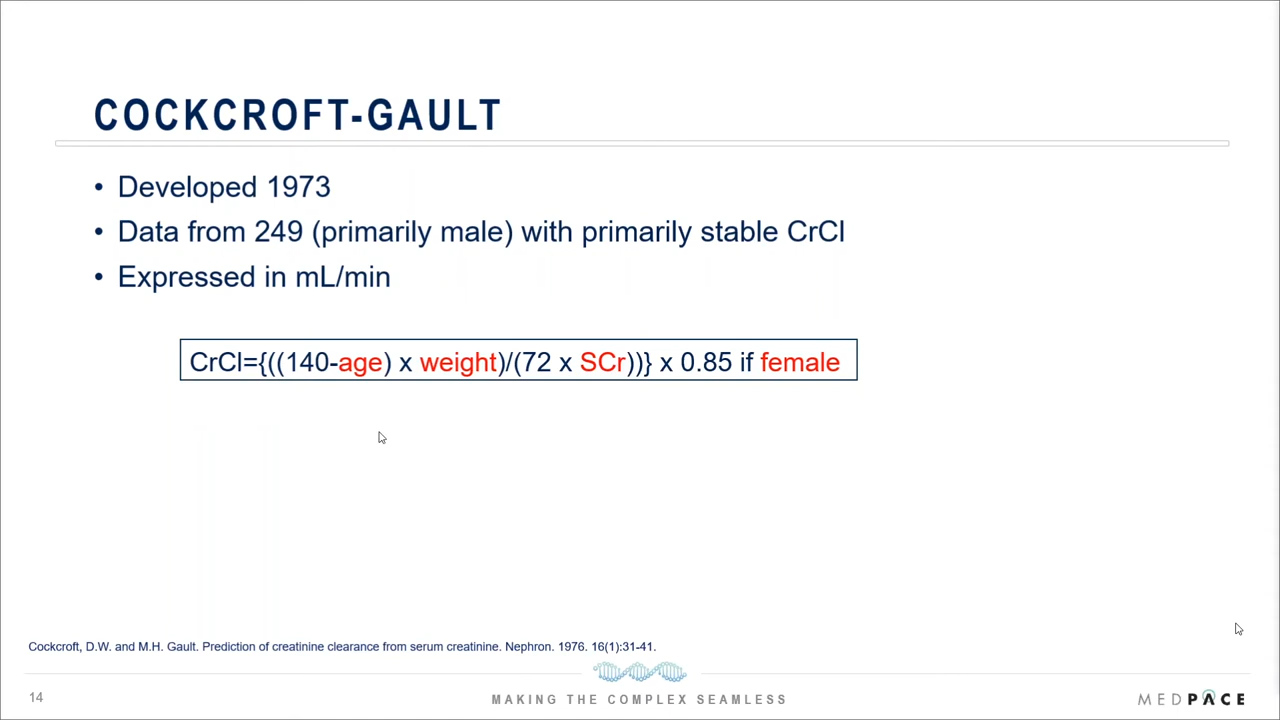 COCKCROFT-GAULT
• Developed 1973
• Data from 249 (primarily male) with primarily stable CrCl
• Expressed in mL/min
CrCl={((140-age) x weight)/(72 x SCr))} x 0.85 if female
Cockcroft, D.W. and M.H. Gault. Prediction of creatinine clearance from serum creatinine. Nephron. 1976. 16(1):31-41.
14
MAKING THE COMPLEX SEAMLESS
MEDPACE